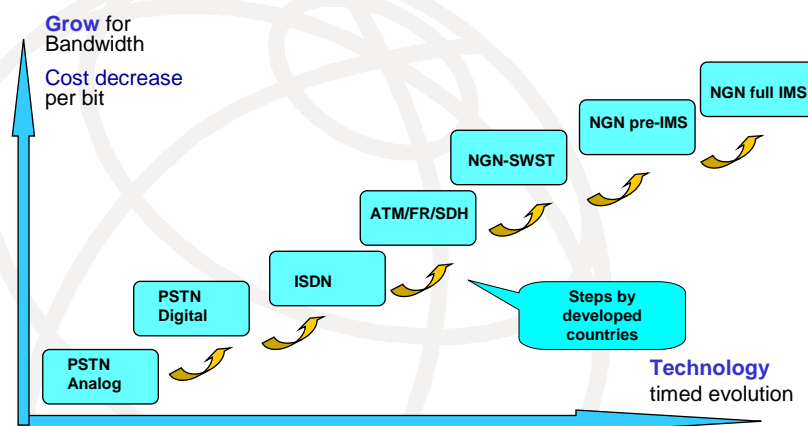 Grow for
Bandwidth
Cost decrease
per bit
NGN full IMS
NGN pre-IMS
NGN-SWST
ATM/FR/SDH
ISDN
PSTN
Digital
PSTN
Analog
Steps by
developed
countries
Technology
timed evolution